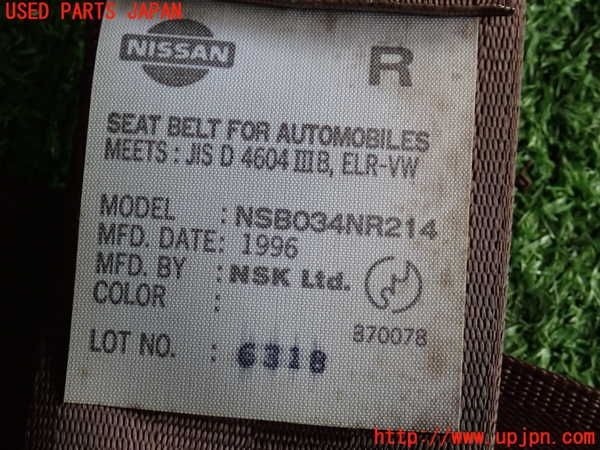 USED PARTS JAPAN
NISSAN
R
SEAT BELT FOR AUTOMOBILES
MEETS : JIS D 4604 III B, ELR-VW
MODEL : NSB034NR214
MFD. DATE : 1996
MFD. BY : NSK Ltd.
COLOR :
370078
LOT NO. : 6318
http://www.upjpn.com/